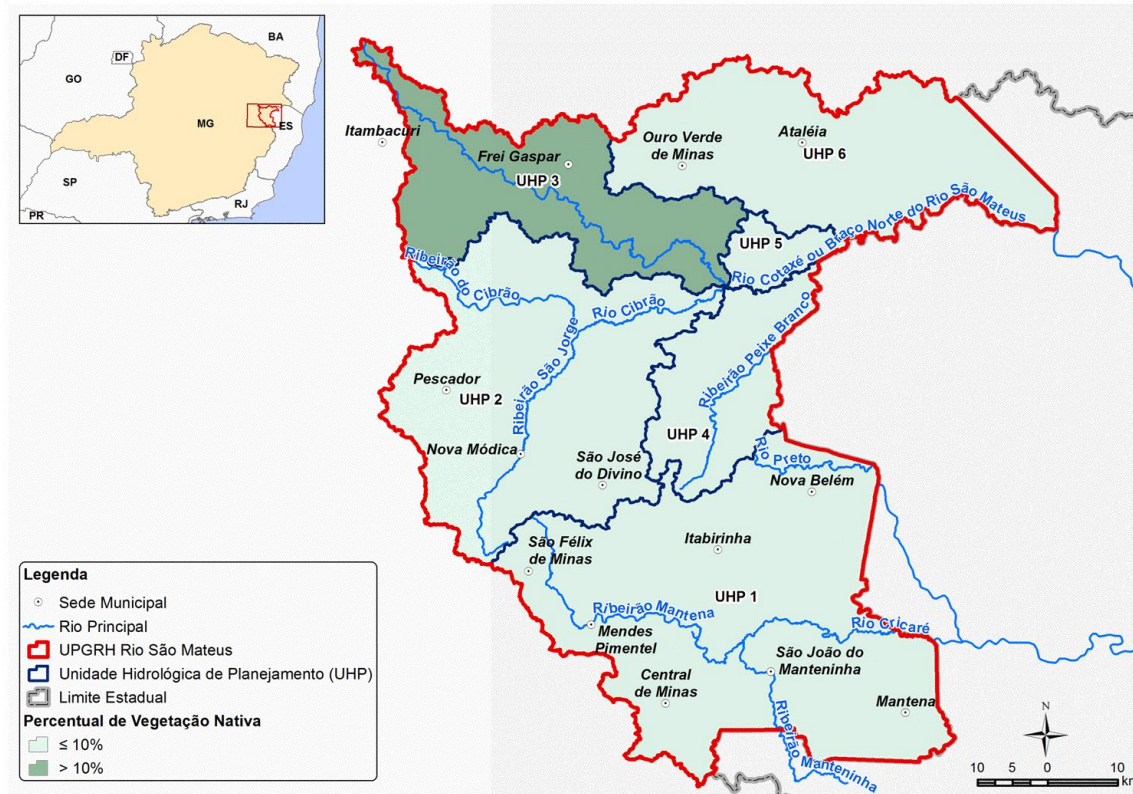 BA
DF
GO
MG
ES
SP
RJ
PR
Itambacuri
Frei Gaspar
UHP 3
Ouro Verde
de Minas
Ataléia
UHP 6
UHP 5
Rio Cotaxé ou Braço Norte do Rio São Mateus
Ribeirão do Cibrão
Rio Cibrão
Ribeirão São Jorge
Ribeirão Peixe Branco
Pescador
UHP 2
UHP 4
Nova Módica
São José
do Divino
Rio Preto
Nova Belém
São Félix
de Minas
Itabirinha
UHP 1
Ribeirão Mantena
Rio Cricaré
Mendes
Pimentel
São João do
Manteninha
Central
de Minas
Mantena
Ribeirão Manteninha
Legenda
Sede Municipal
Rio Principal
UPGRH Rio São Mateus
Unidade Hidrológica de Planejamento (UHP)
Limite Estadual
Percentual de Vegetação Nativa
≤ 10%
> 10%
N
10 5 0 10
km